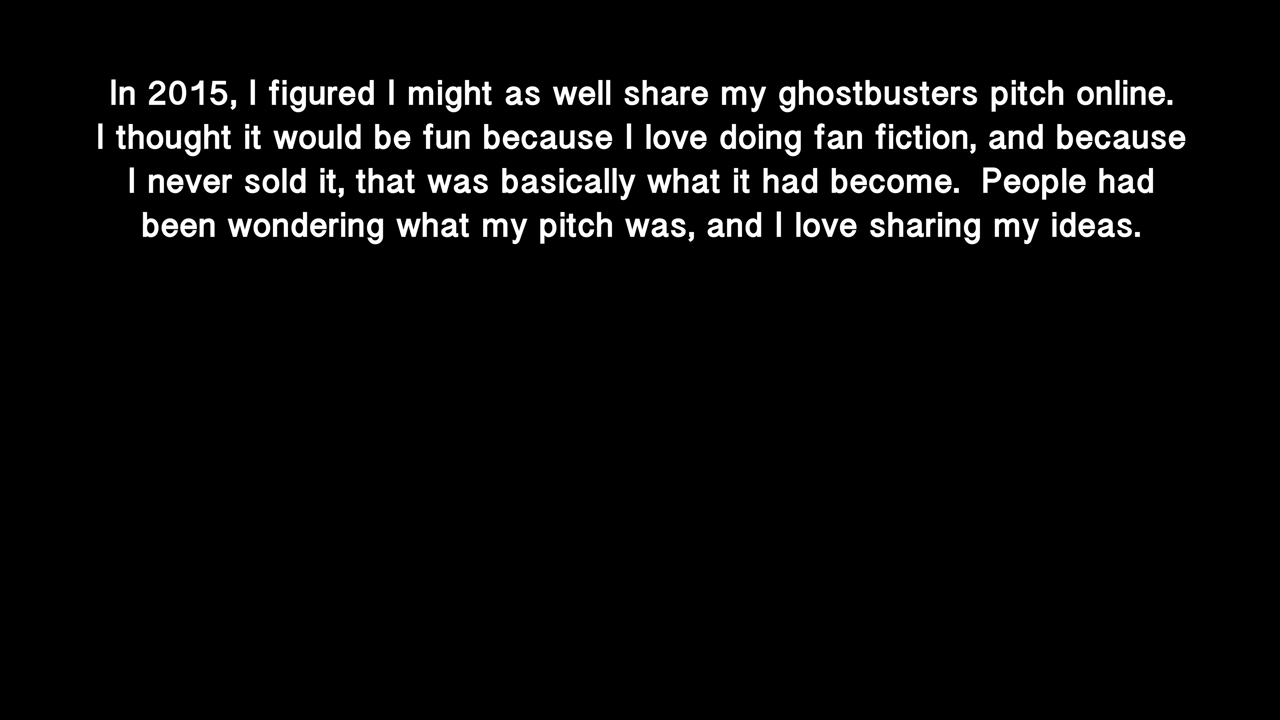 In 2015, I figured I might as well share my ghostbusters pitch online.
I thought it would be fun because I love doing fan fiction, and because
I never sold it, that was basically what it had become.  People had
been wondering what my pitch was, and I love sharing my ideas.